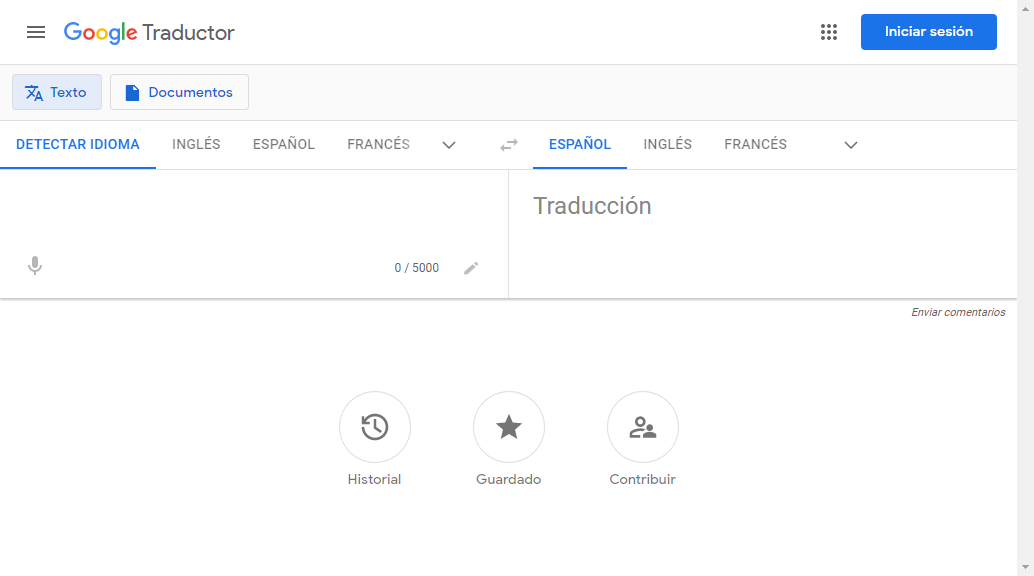 Google Traductor
Iniciar sesión
Texto
Documentos
DETECTAR IDIOMA INGLÉS ESPAÑOL FRANCÉS ESPAÑOL INGLÉS FRANCÉS
Traducción
0 / 5000
Enviar comentarios
Historial Guardado Contribuir